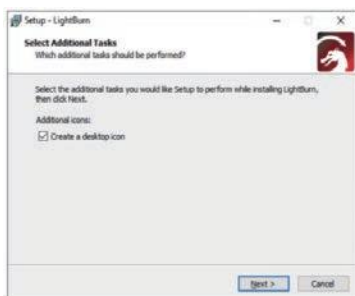 Setup - LightBurn
Select Additional Tasks
Which additional tasks should be performed?
Select the additional tasks you would like Setup to perform while installing LightBurn,
then click Next.
Additional icons:
Create a desktop icon
Next >
Cancel